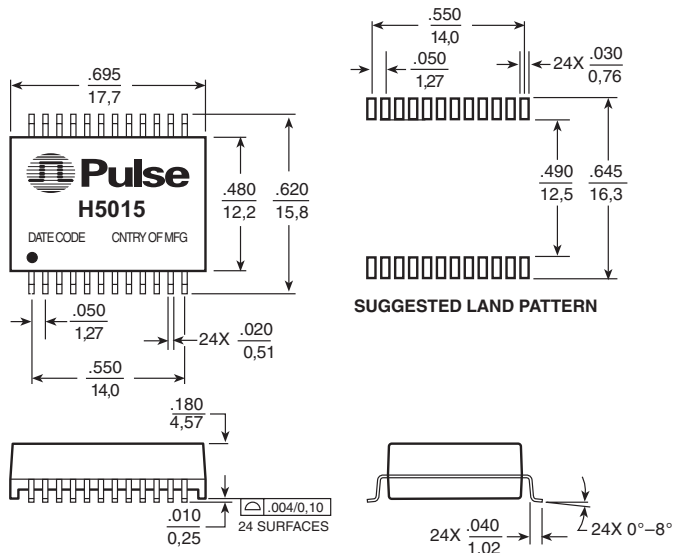 .695
17,7
Pulse
H5015
DATE CODE CNTRY OF MFG
.480
12,2
.620
15,8
.050
1,27
24X .020
0,51
.550
14,0
.550
14,0
.050
1,27
24X .030
0,76
.490
12,5
.645
16,3
SUGGESTED LAND PATTERN
.180
4,57
.010
0,25
.004/0,10
24 SURFACES
24X .040
1,02
24X 0°–8°